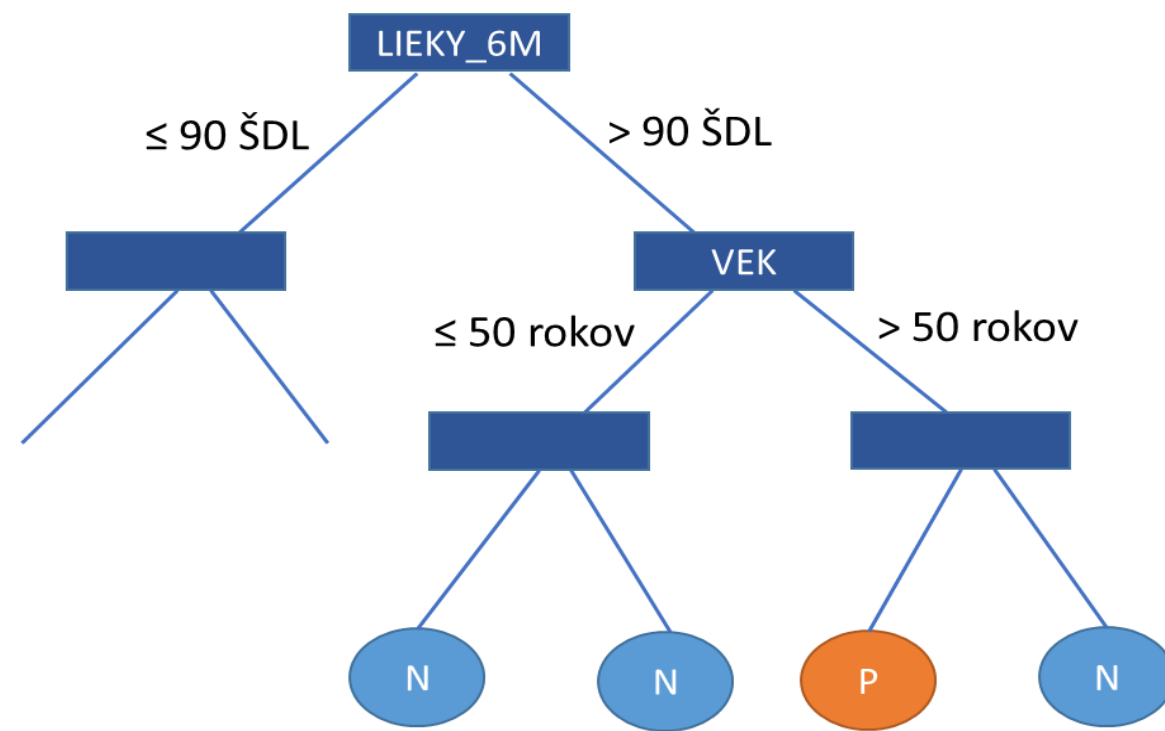 LIEKY_6M
≤ 90 ŠDL
> 90 ŠDL
VEK
≤ 50 rokov
> 50 rokov
N
N
P
N